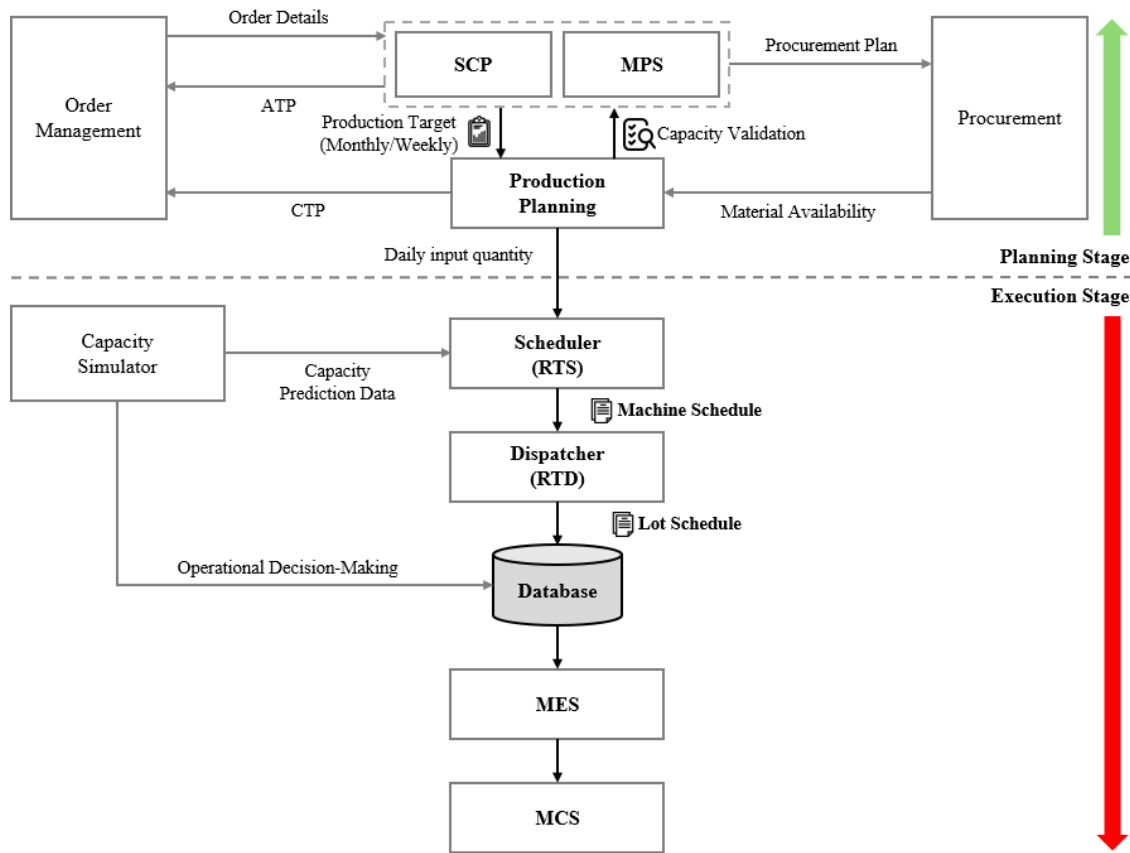 Order Details
SCP
MPS
Procurement Plan
Order
Management
ATP
Procurement
Production Target
(Monthly/Weekly)
Capacity Validation
Production
Planning
CTP
Material Availability
Daily input quantity
Planning Stage
Execution Stage
Capacity
Simulator
Scheduler
(RTS)
Capacity
Prediction Data
Machine Schedule
Dispatcher
(RTD)
Lot Schedule
Operational Decision-Making
Database
MES
MCS